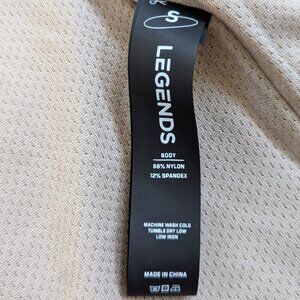 S
LEGENDS
BODY
88% NYLON
12% SPANDEX
MACHINE WASH COLD
TUMBLE DRY LOW
LOW IRON
MADE IN CHINA